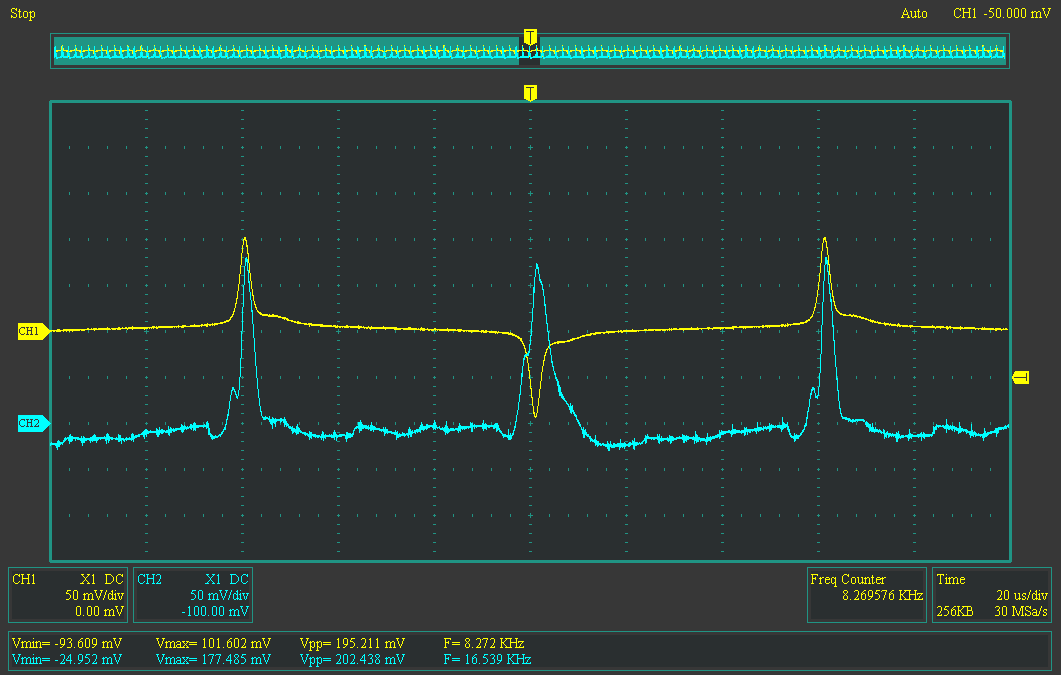 Stop Auto CH1 -50.000 mV
T
T
CH1
CH2
CH1 X1 DC
50 mV/div
0.00 mV
CH2 X1 DC
50 mV/div
-100.00 mV
Freq Counter
8.269576 KHz
Time
20 us/div
256KB 30 MSa/s
Vmin= -93.609 mV Vmax= 101.602 mV Vpp= 195.211 mV F= 8.272 KHz
Vmin= -24.952 mV Vmax= 177.485 mV Vpp= 202.438 mV F= 16.539 KHz